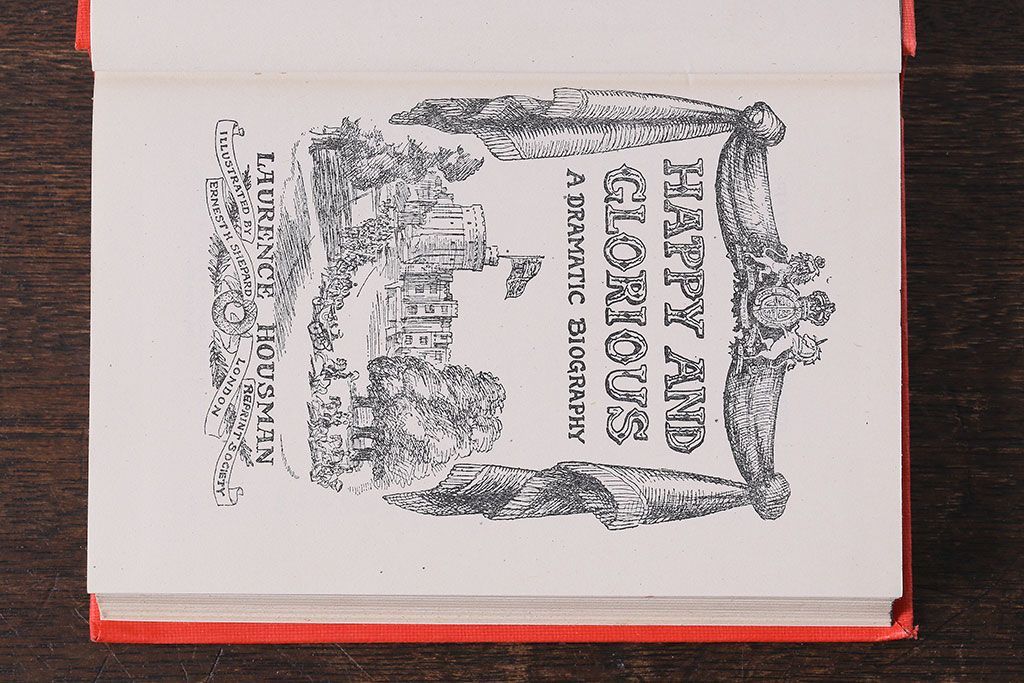 HAPPY AND
GLORIOUS
A DRAMATIC BIOGRAPHY
LAURENCE HOUSMAN
ILLUSTRATED BY
ERNEST H. SHEPARD
LONDON
REPRINT SOCIETY